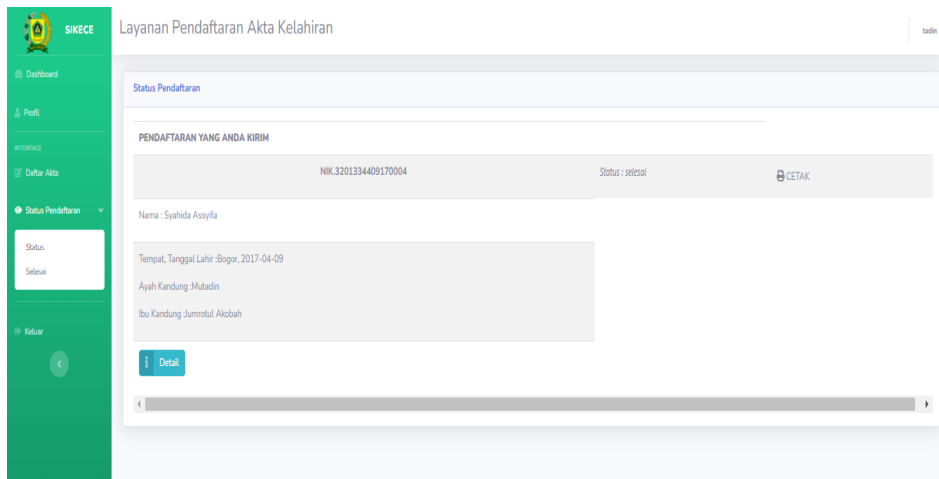 SIKECE
Layanan Pendaftaran Akta Kelahiran
tadin
Dashboard
Profil
INTERFACE
Daftar Akta
Status Pendaftaran
Status
Selesai
Keluar
Status Pendaftaran
PENDAFTARAN YANG ANDA KIRIM
NIK.3201334409170004 Status : selesai CETAK
Nama : Syahida Assyifa
Tempat, Tanggal Lahir :Bogor, 2017-04-09
Ayah Kandung :Mutadin
Ibu Kandung :Jumrotul Akobah
i Detail